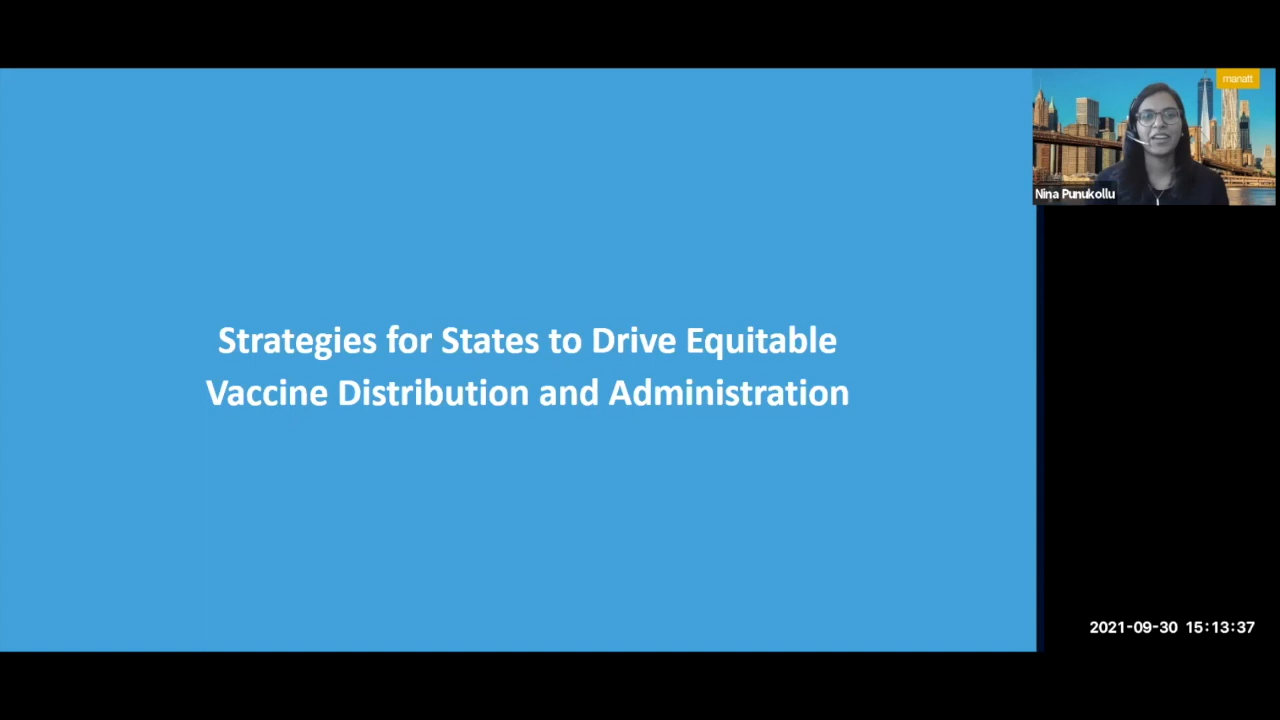 manatt
Nina Punukollu
Strategies for States to Drive Equitable
Vaccine Distribution and Administration
2021-09-30 15:13:37